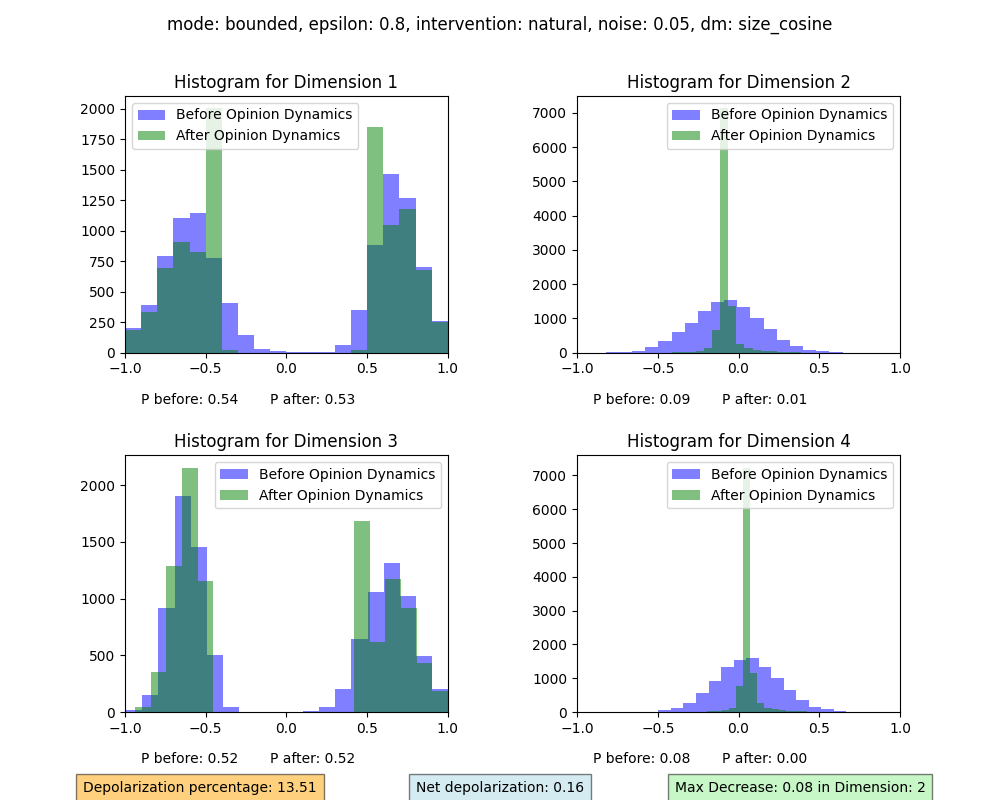 mode: bounded, epsilon: 0.8, intervention: natural, noise: 0.05, dm: size_cosine
Histogram for Dimension 1
Before Opinion Dynamics
After Opinion Dynamics
2000
1750
1500
1250
1000
750
500
250
0
−1.0 −0.5 0.0 0.5 1.0
P before: 0.54 P after: 0.53
Histogram for Dimension 2
Before Opinion Dynamics
After Opinion Dynamics
7000
6000
5000
4000
3000
2000
1000
0
−1.0 −0.5 0.0 0.5 1.0
P before: 0.09 P after: 0.01
Histogram for Dimension 3
Before Opinion Dynamics
After Opinion Dynamics
2000
1500
1000
500
0
−1.0 −0.5 0.0 0.5 1.0
P before: 0.52 P after: 0.52
Histogram for Dimension 4
Before Opinion Dynamics
After Opinion Dynamics
7000
6000
5000
4000
3000
2000
1000
0
−1.0 −0.5 0.0 0.5 1.0
P before: 0.08 P after: 0.00
Depolarization percentage: 13.51
Net depolarization: 0.16
Max Decrease: 0.08 in Dimension: 2